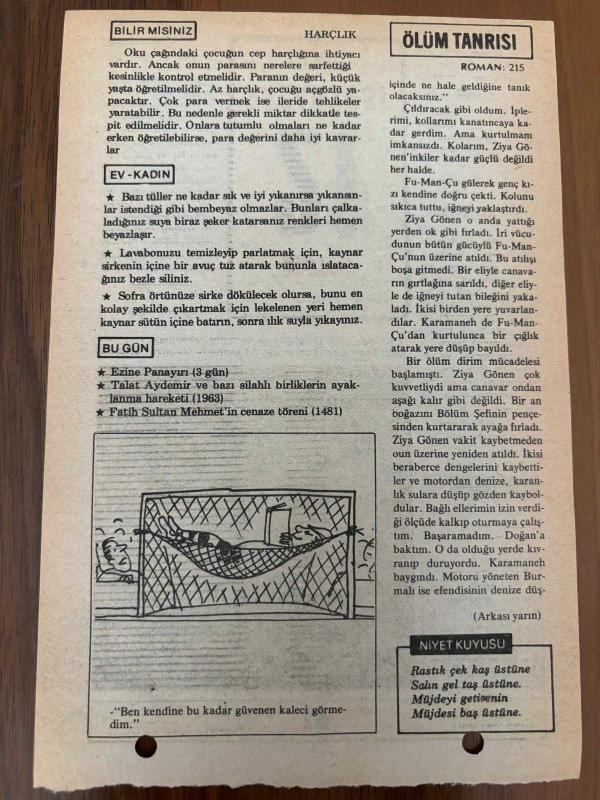 BİLİR MİSİNİZ
HARÇLIK
Oku çağındaki çocuğun cep harçlığına ihtiyacı
vardır. Ancak onun parasını nerelere sarfettiği
kesinlikle kontrol etmelidir. Paranın değeri, küçük
yaşta öğretilmelidir. Az harçlık, çocuğu açgözlü ya-
pacaktır. Çok para vermek ise ileride tehlikeler
yaratabilir. Bu nedenle gerekli miktar dikkatle tes-
pit edilmelidir. Onlara tutumlu olmaları ne kadar
erken öğretilebilirse, para değerini daha iyi kavrar-
lar
EV-KADIN
★ Bazı tüller ne kadar sık ve iyi yıkanırsa yıkansın-
lar istendiği gibi bembeyaz olmazlar. Bunları çalka-
ladığınız suya biraz şeker katarsanız renkleri hemen
beyazlaşır.
★ Lavabonuzu temizleyip parlatmak için, kaynar
sirkenin içine bir avuç tuz atarak bununla ıslataca-
ğınız bezle siliniz.
★ Sofra örtünüze sirke dökülecek olursa, bunu en
kolay şekilde çıkartmak için lekelenen yeri hemen
kaynar sütün içine batırın, sonra ılık suyla yıkayınız.
BU GÜN
★ Ezine Panayırı (3 gün)
★ Talat Aydemir ve bazı silahlı birliklerin ayak-
lanma hareketi (1963)
★ Fatih Sultan Mehmet'in cenaze töreni (1481)
-"Ben kendine bu kadar güvenen kaleci görme-
dim."
ÖLÜM TANRISI
ROMAN: 215
içinde ne hale geldiğine tanık
olacaksınız."
Çıldıracak gibi oldum. İple-
rimi, kollarımı kanatıncaya ka-
dar gerdim. Ama kurtulmam
imkansızdı. Kolarım, Ziya Gö-
nen'inkiler kadar güçlü değildi
her halde.
Fu-Man-Çu gülerek genç kı-
zı kendine doğru çekti. Kolunu
sıkıca tuttu, iğneyi yaklaştırdı.
Ziya Gönen o anda yattığı
yerden ok gibi fırladı. İri vücu-
dunun bütün gücüyle Fu-Man-
Çu'nun üzerine atıldı. Bu atılışı
boşa gitmedi. Bir eliyle canava-
rın gırtlağına sarıldı, diğer eliy-
le de iğneyi tutan bileğini yaka-
ladı. İkisi birden yere yuvarlan-
dılar. Karamaneh de Fu-Man-
Çu'dan kurtulunca bir çığlık
atarak yere düşüp bayıldı.
Bir ölüm dirim mücadelesi
başlamıştı. Ziya Gönen çok
kuvvetliydi ama canavar ondan
aşağı kalır gibi değildi. Bir an
boğazını Bölüm Şefinin pençe-
sinden kurtararak ayağa fırladı.
Ziya Gönen vakit kaybetmeden
oun üzerine yeniden atıldı. İkisi
beraberce dengelerini kaybetti-
ler ve motordan denize, karan-
lık sulara düşüp gözden kaybol-
dular. Bağlı ellerimin izin verdi-
ği ölçüde kalkıp oturmaya çalış-
tım. Başaramadım. Doğan'a
baktım. O da olduğu yerde kıv-
ranıp duruyordu. Karamaneh
baygındı. Motoru yöneten Bur-
malı ise efendisinin denize düş-
(Arkası yarın)
NİYET KUYUSU
Rastık çek kaş üstüne
Salın gel taş üstüne.
Müjdeyi getirenin
Müjdesi baş üstüne.